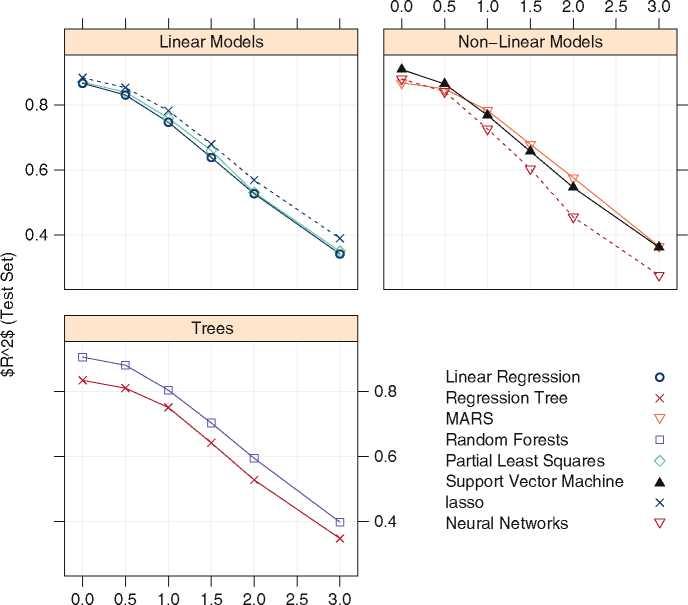 0.0 0.5 1.0 1.5 2.0 2.5 3.0
Linear Models
Non−Linear Models
0.8
0.6
0.4
$R^2$ (Test Set)
Trees
0.8
0.6
0.4
Linear Regression
Regression Tree
MARS
Random Forests
Partial Least Squares
Support Vector Machine
lasso
Neural Networks
0.0 0.5 1.0 1.5 2.0 2.5 3.0